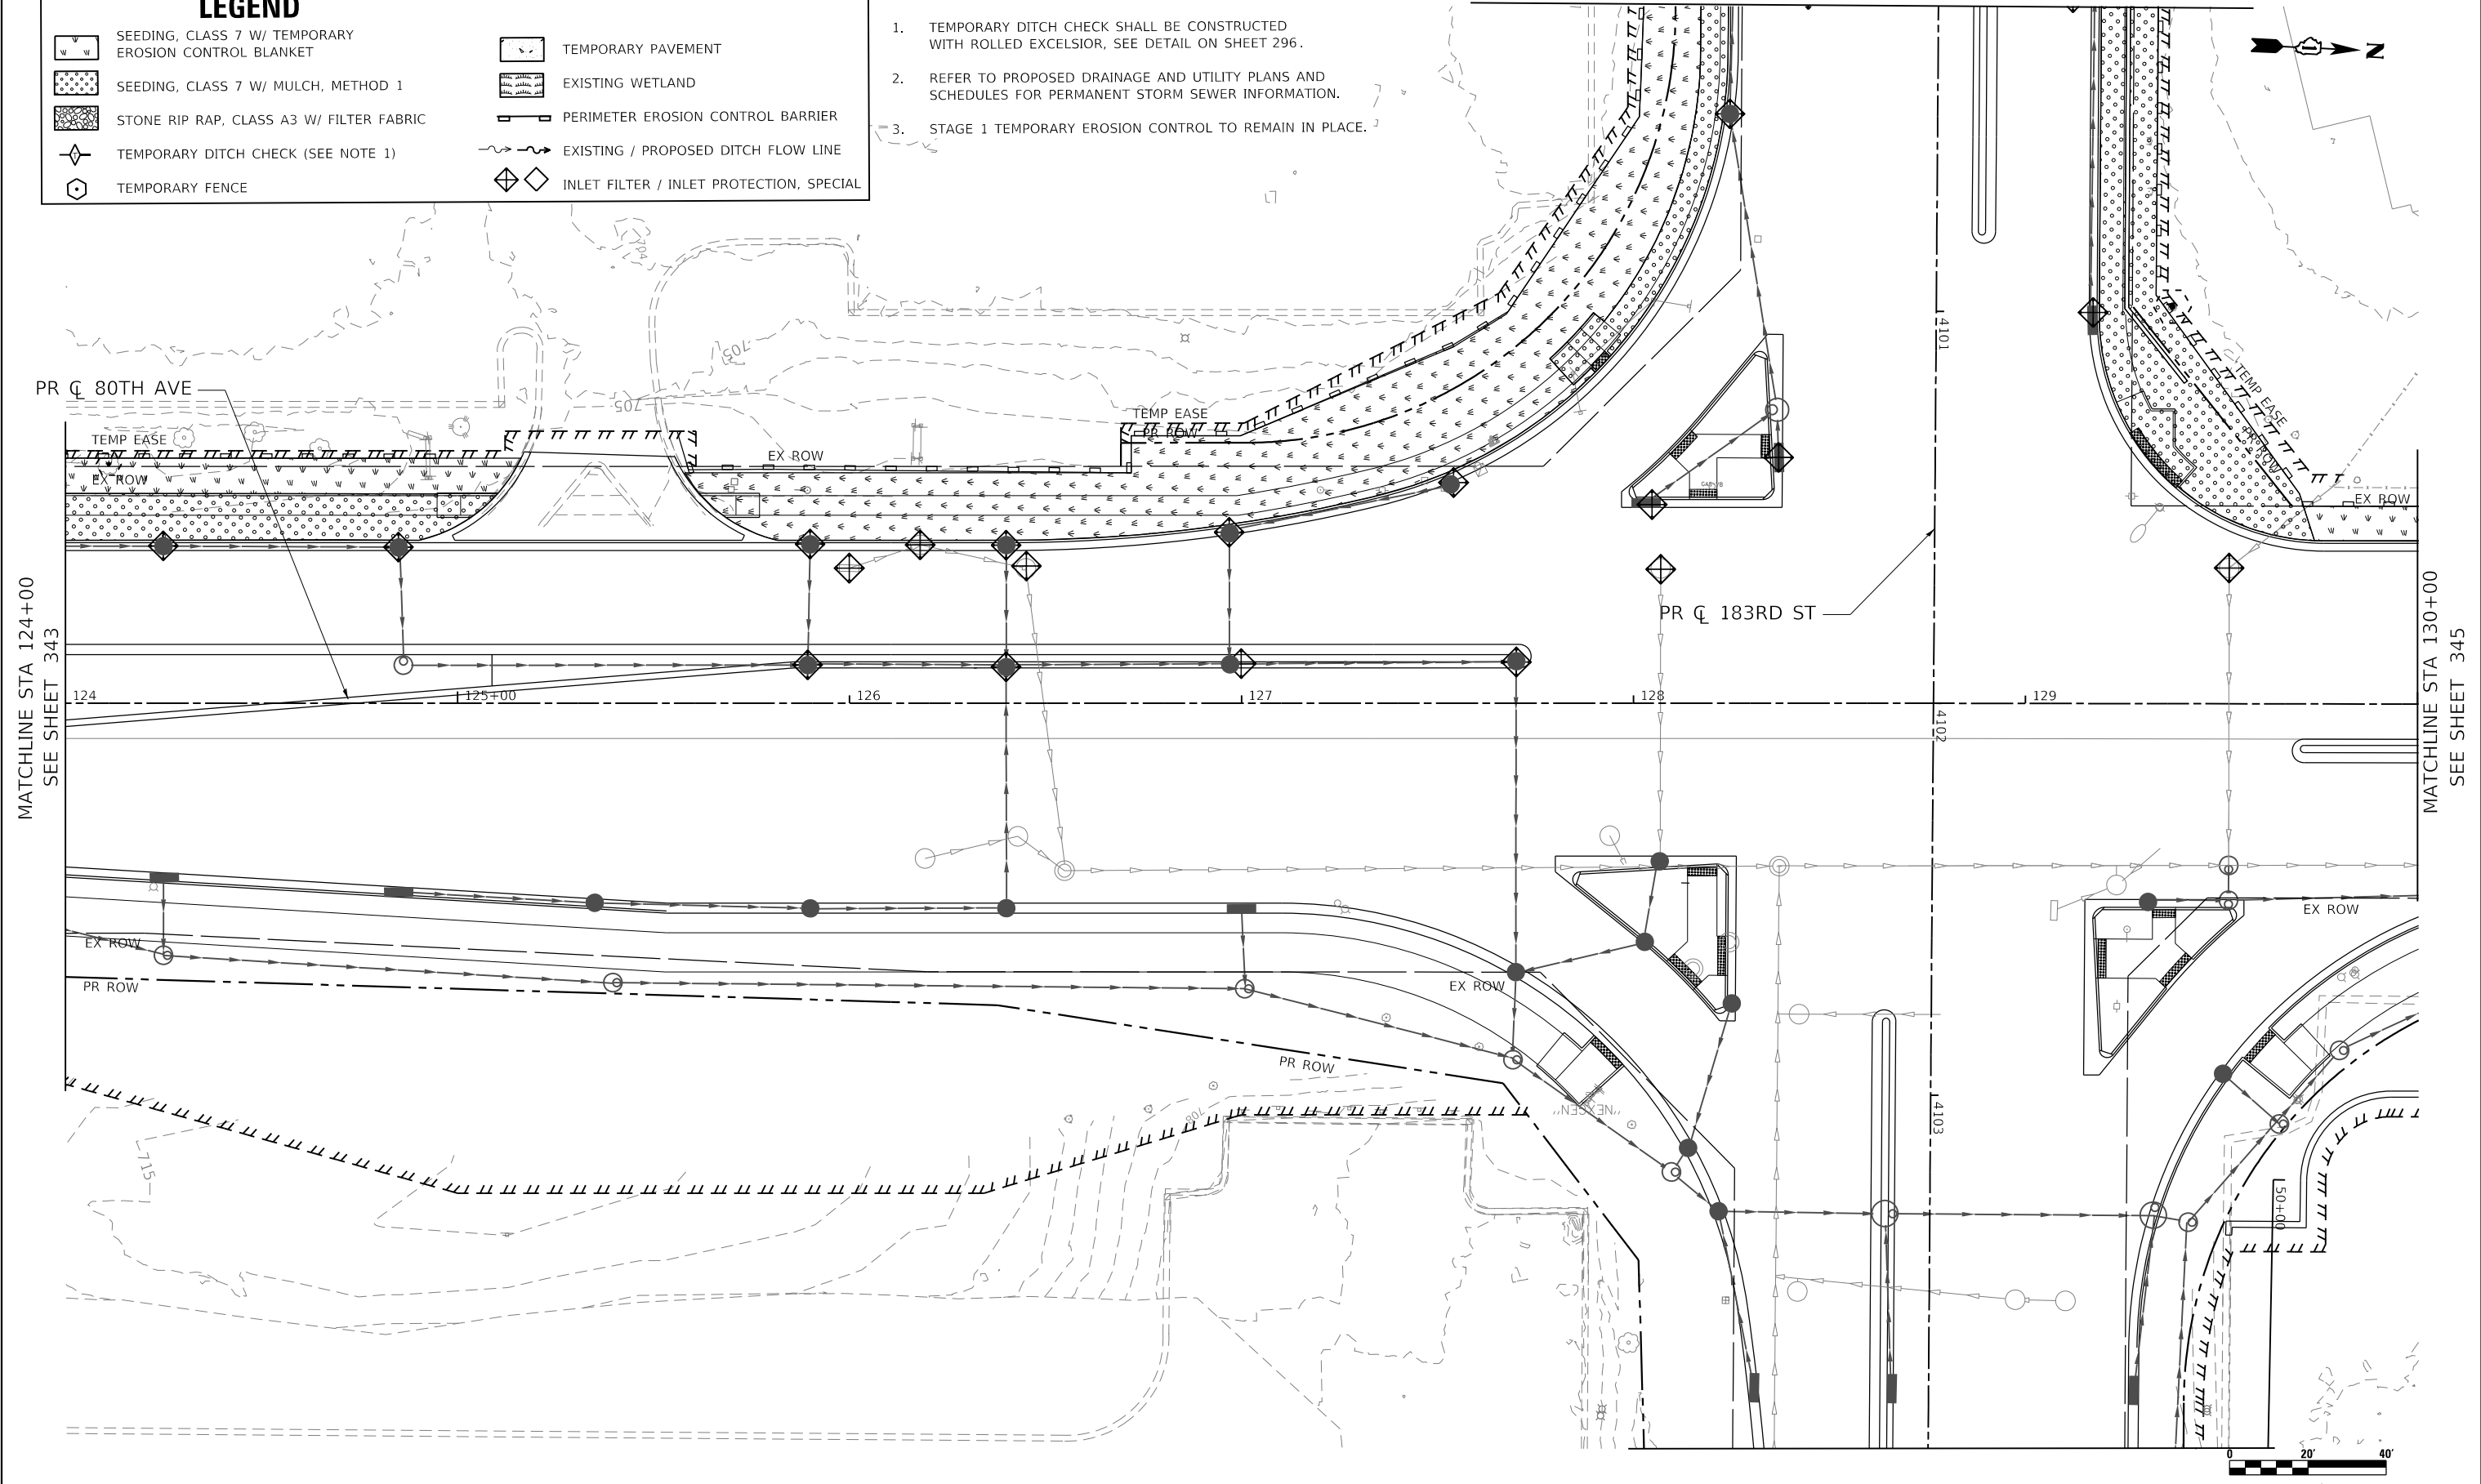 LEGEND
SEEDING, CLASS 7 W/ TEMPORARY
EROSION CONTROL BLANKET
SEEDING, CLASS 7 W/ MULCH, METHOD 1
STONE RIP RAP, CLASS A3 W/ FILTER FABRIC
TEMPORARY DITCH CHECK (SEE NOTE 1)
TEMPORARY FENCE
TEMPORARY PAVEMENT
EXISTING WETLAND
PERIMETER EROSION CONTROL BARRIER
EXISTING / PROPOSED DITCH FLOW LINE
INLET FILTER / INLET PROTECTION, SPECIAL
1. TEMPORARY DITCH CHECK SHALL BE CONSTRUCTED
WITH ROLLED EXCELSIOR, SEE DETAIL ON SHEET 296.
2. REFER TO PROPOSED DRAINAGE AND UTILITY PLANS AND
SCHEDULES FOR PERMANENT STORM SEWER INFORMATION.
3. STAGE 1 TEMPORARY EROSION CONTROL TO REMAIN IN PLACE.
N
704
705
705
4101
PR ℄ 80TH AVE
TEMP EASE
EX ROW
EX ROW
TEMP EASE
PR ROW
TEMP EASE
PR ROW
EX ROW
PR ℄ 183RD ST
MATCHLINE STA 124+00
SEE SHEET 343
MATCHLINE STA 130+00
SEE SHEET 345
124
125+00
126
127
128
129
4102
EX ROW
PR ROW
EX ROW
EX ROW
PR ROW
708
"NEXGEN"
4103
715
50+00
0 20' 40'